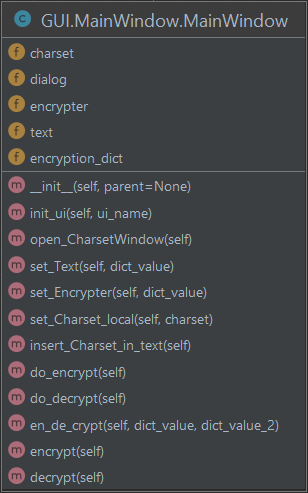 C GUI.MainWindow.MainWindow
f charset
f dialog
f encrypter
f text
f encryption_dict
m __init__(self, parent=None)
m init_ui(self, ui_name)
m open_CharsetWindow(self)
m set_Text(self, dict_value)
m set_Encrypter(self, dict_value)
m set_Charset_local(self, charset)
m insert_Charset_in_text(self)
m do_encrypt(self)
m do_decrypt(self)
m en_de_crypt(self, dict_value, dict_value_2)
m encrypt(self)
m decrypt(self)